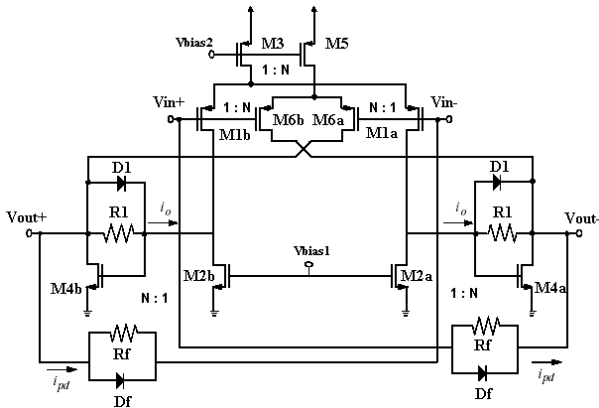 M3
M5
Vbias2
1 : N
Vin+
1 : N
N : 1
Vin-
M6b
M6a
M1b
M1a
D1
D1
R1
io
io
R1
Vout+
Vout-
Vbias1
M4b
M2b
M2a
M4a
N : 1
1 : N
Rf
Rf
ipd
ipd
Df
Df